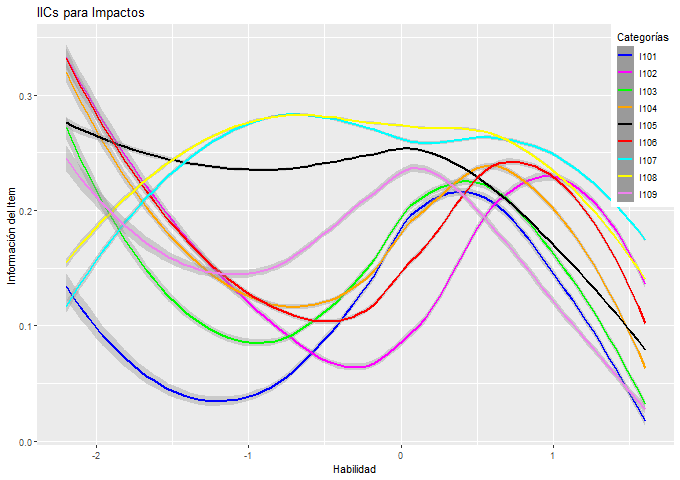 IICs para Impactos
Categorías
I101
I102
I103
I104
I105
I106
I107
I108
I109
Información del Ítem
0.3
0.2
0.1
0.0
-2
-1
0
1
Habilidad